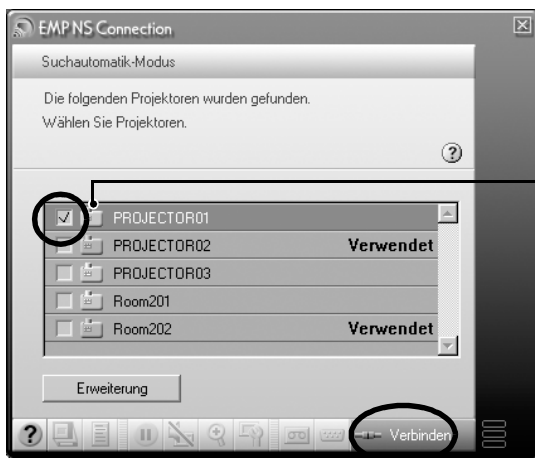 EMP NS Connection
Suchautomatik-Modus
Die folgenden Projektoren wurden gefunden.
Wählen Sie Projektoren.
PROJECTOR01
PROJECTOR02 Verwendet
PROJECTOR03
Room201
Room202 Verwendet
Erweiterung
Verbinden